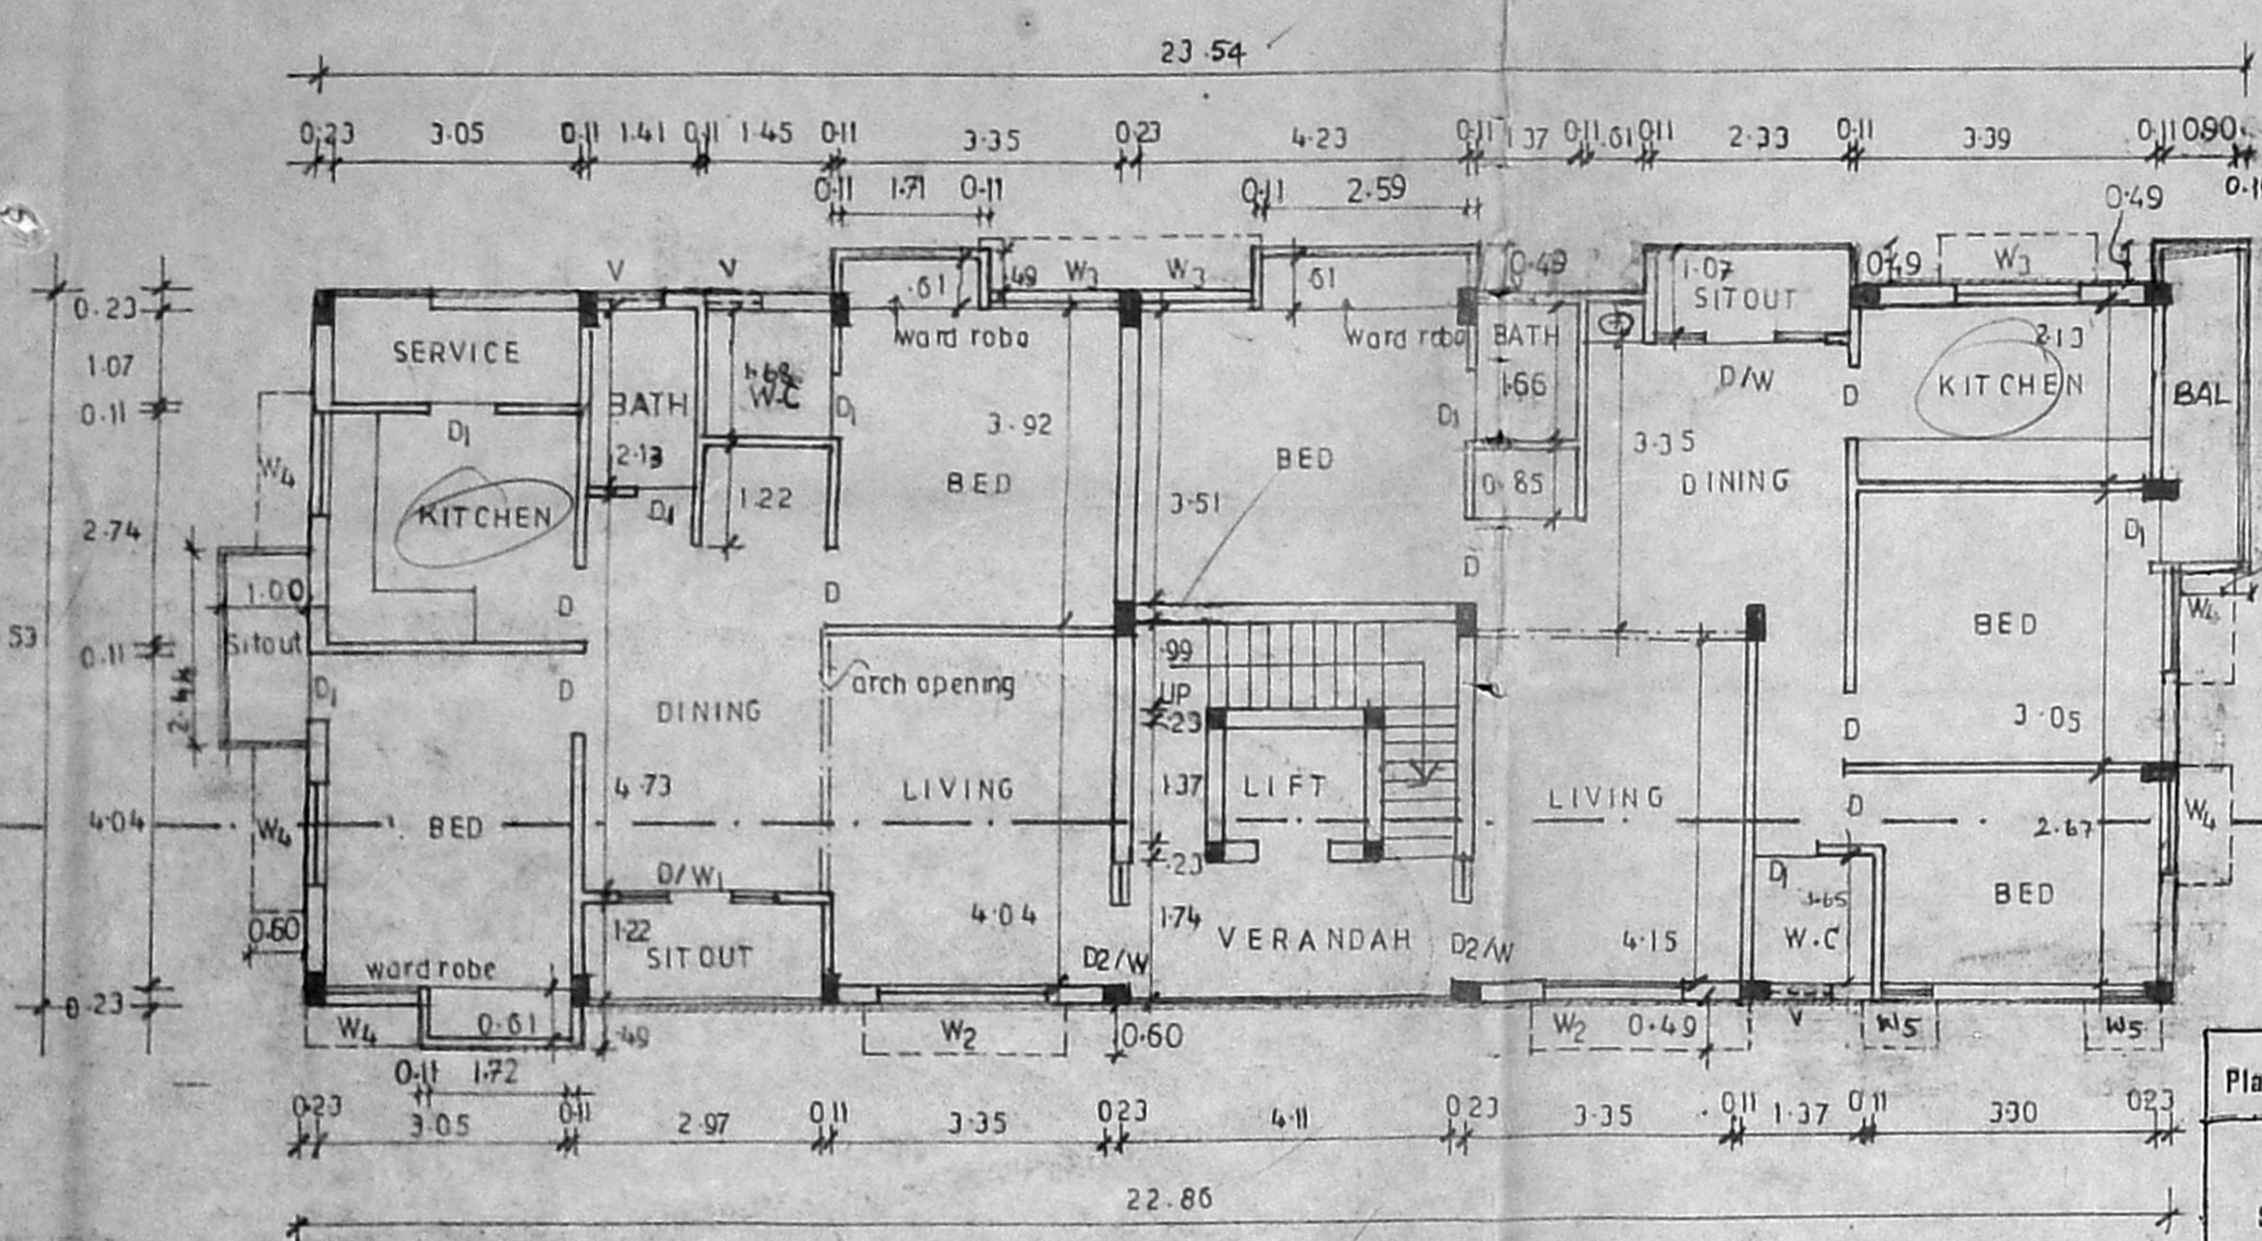 23.54
0.23 3.05 0.11 1.41 0.11 1.45 0.11 3.35 0.23 4.23 0.11 1.37 0.11 .61 0.11 2.33 0.11 3.39 0.11 0.90
0.11 1.71 0.11 0.11 2.59 0.49
V V .61 .49 W3 W3 .61 0.49 1.07 0.49 W3
0.23 SITOUT
SERVICE ward robe ward robe BATH 2.13
1.07
W.C D/W KITCHEN BAL
0.11 BATH D1 1.66 D
D1 3.92 D1 3.35
W4 2.13 BED BED DINING
KITCHEN 1.22 0.85
2.74 D1 3.51 D1
1.00 D D D W4
53 Sitout BED
0.11 .99
D1 D arch opening UP
2.44 DINING .23 D 3.05
4.73 LIVING 1.37 LIFT LIVING D W4
4.04 W4 BED 2.67
D/W1 .23 D1
0.60 1.22 4.04 1.74 VERANDAH D2/W 4.15 W.C BED
ward robe SITOUT D2/W
0.23
W4 0.61 .49 W2 0.60 W2 0.49 V W5 W5
0.11 1.72 Pla
0.23 3.05 0.11 2.97 0.11 3.35 0.23 4.11 0.23 3.35 0.11 1.37 0.11 3.30 0.23
22.86